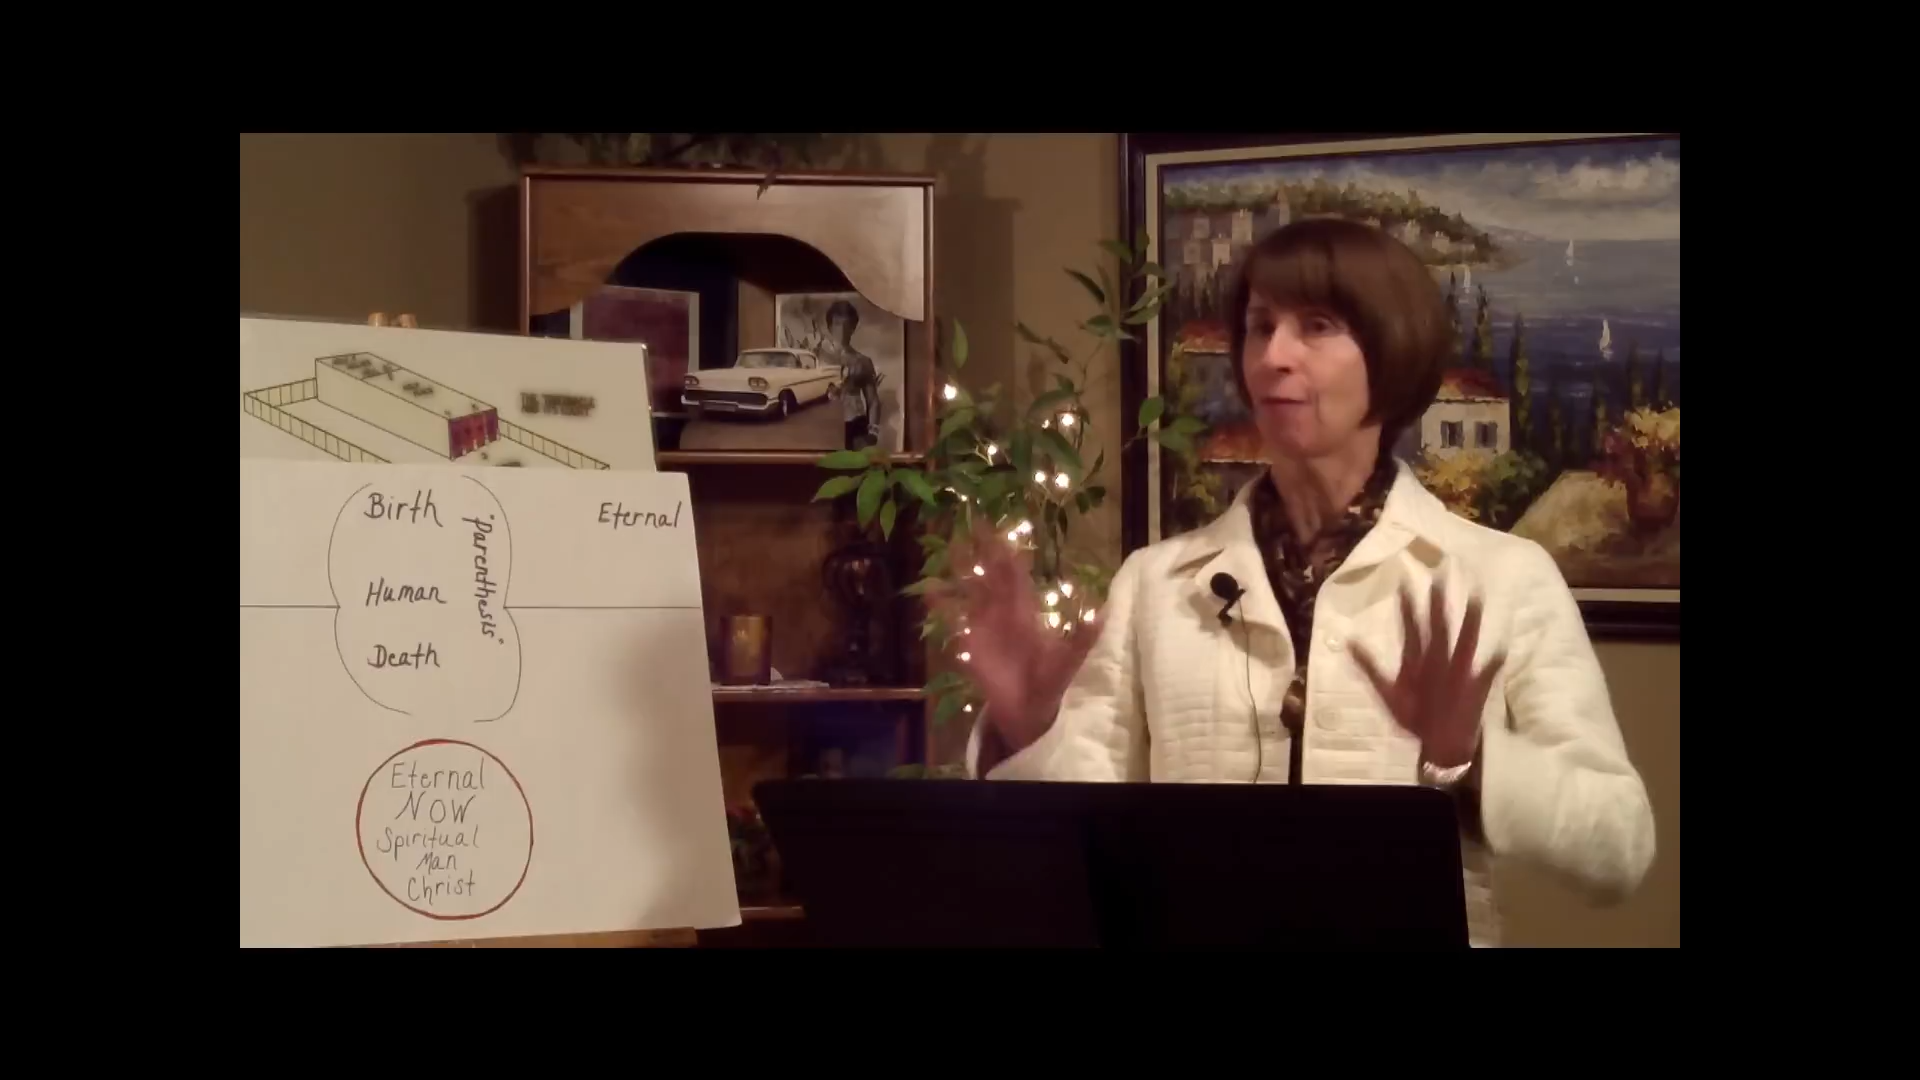 Birth
"Parenthesis"
Eternal
Human
Death
Eternal
NOW
Spiritual
Man
Christ